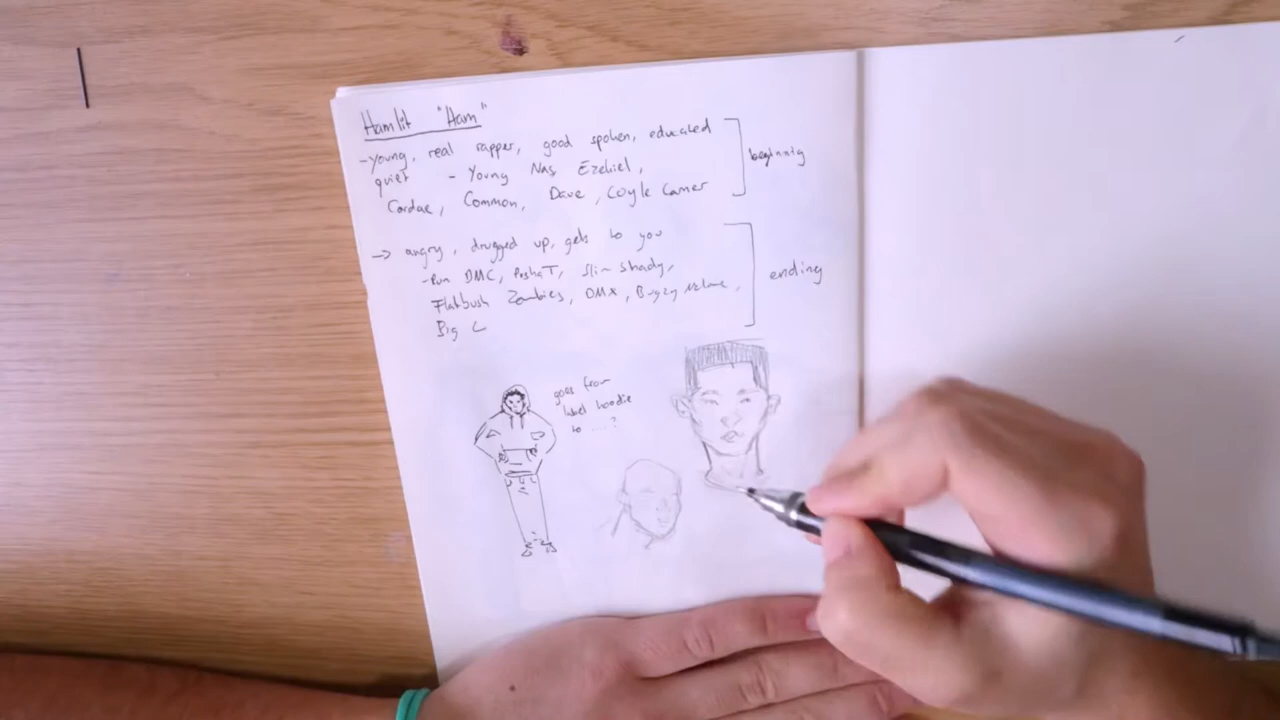 Hamlit "Ham"
-young, real rapper, good spoken, educated
quiet - Young Nas, Ezekiel,
Cordae, Common, Dave, Loyle Carner
beginnig
-> angry, drugged up, gets to you
-Run DMC, Pusha T, Slim Shady,
Flatbush Zombies, DMX, Bugzy Malone,
Big L
ending
goes from
label hoodie
to ....?